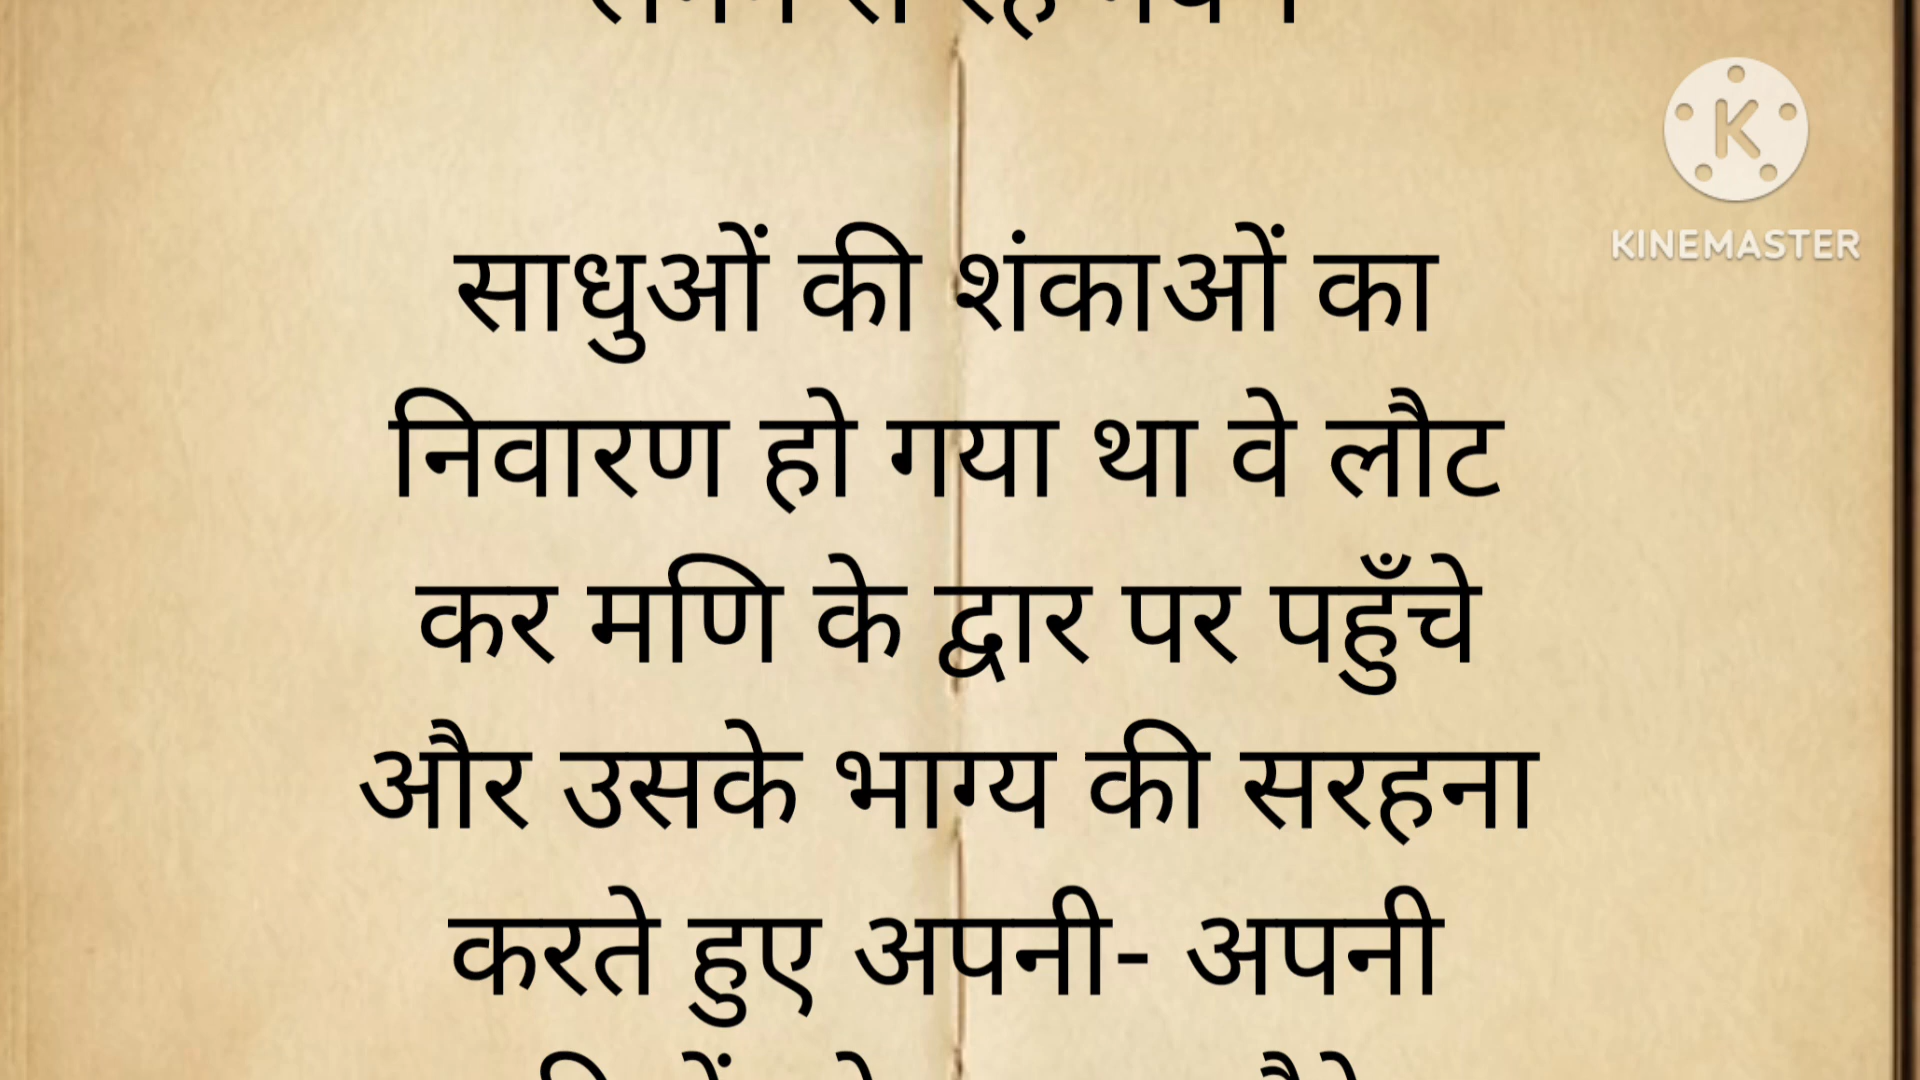 KINEMASTER
साधुओं की शंकाओं का
निवारण हो गया था वे लौट
कर मणि के द्वार पर पहुँचे
और उसके भाग्य की सरहना
करते हुए अपनी- अपनी